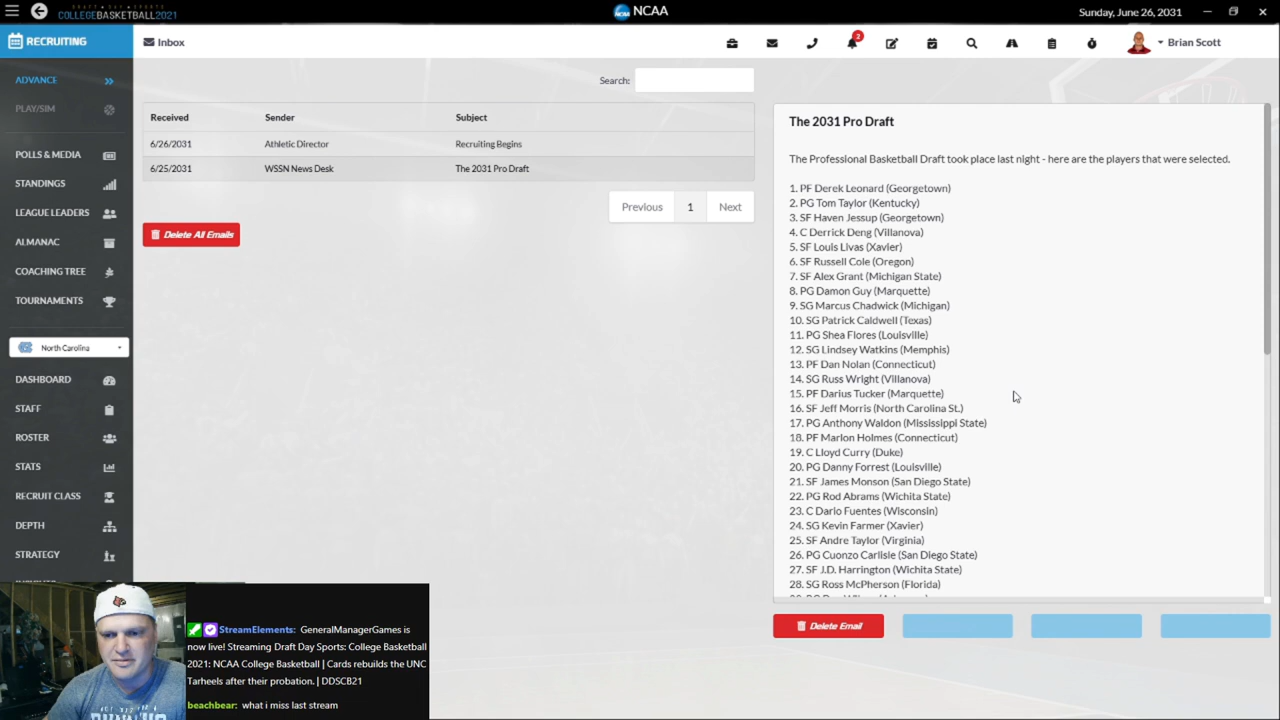 DRAFT DAY SPORTS
COLLEGEBASKETBALL2021
NCAA
Sunday, June 26, 2031
RECRUITING
Inbox
2
Brian Scott
ADVANCE
PLAY/SIM
POLLS & MEDIA
STANDINGS
LEAGUE LEADERS
ALMANAC
COACHING TREE
TOURNAMENTS
North Carolina
DASHBOARD
STAFF
ROSTER
STATS
RECRUIT CLASS
DEPTH
STRATEGY
Search:
Received Sender Subject
6/26/2031 Athletic Director Recruiting Begins
6/25/2031 WSSN News Desk The 2031 Pro Draft
Previous 1 Next
Delete All Emails
The 2031 Pro Draft
The Professional Basketball Draft took place last night - here are the players that were selected.
1. PF Derek Leonard (Georgetown)
2. PG Tom Taylor (Kentucky)
3. SF Haven Jessup (Georgetown)
4. C Derrick Deng (Villanova)
5. SF Louis Livas (Xavier)
6. SF Russell Cole (Oregon)
7. SF Alex Grant (Michigan State)
8. PG Damon Guy (Marquette)
9. SG Marcus Chadwick (Michigan)
10. SG Patrick Caldwell (Texas)
11. PG Shea Flores (Louisville)
12. SG Lindsey Watkins (Memphis)
13. PF Dan Nolan (Connecticut)
14. SG Russ Wright (Villanova)
15. PF Darius Tucker (Marquette)
16. SF Jeff Morris (North Carolina St.)
17. PG Anthony Waldon (Mississippi State)
18. PF Marlon Holmes (Connecticut)
19. C Lloyd Curry (Duke)
20. PG Danny Forrest (Louisville)
21. SF James Monson (San Diego State)
22. PG Rod Abrams (Wichita State)
23. C Dario Fuentes (Wisconsin)
24. SG Kevin Farmer (Xavier)
25. SF Andre Taylor (Virginia)
26. PG Cuonzo Carlisle (San Diego State)
27. SF J.D. Harrington (Wichita State)
28. SG Ross McPherson (Florida)
Delete Email
StreamElements: GeneralManagerGames is
now live! Streaming Draft Day Sports: College Basketball
2021: NCAA College Basketball | Cards rebuilds the UNC
Tarheels after their probation. | DDSCB21
beachbear: what i miss last stream